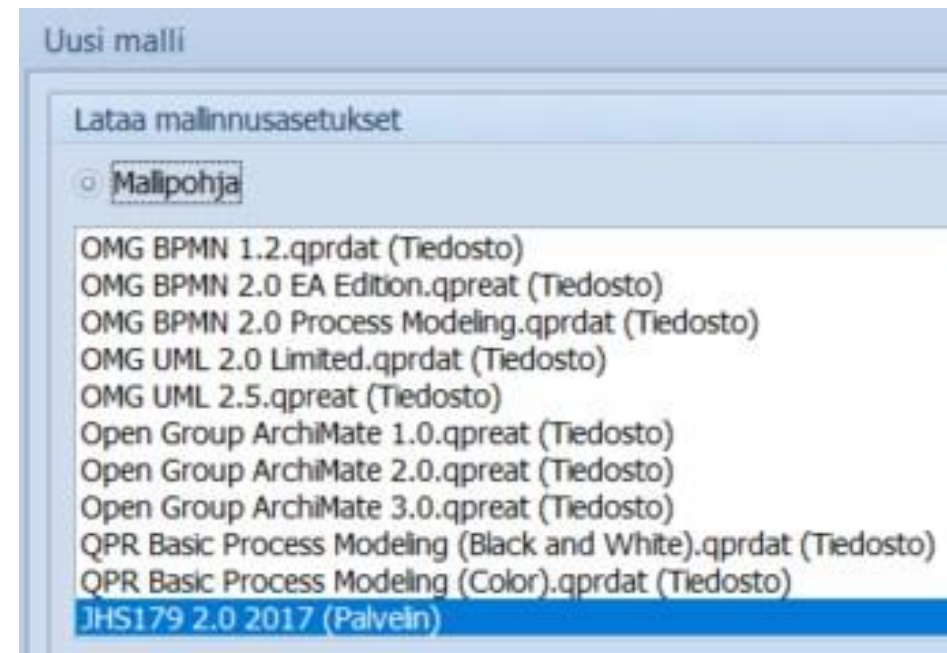 Uusi malli
Lataa mallinnusasetukset
Mallipohja
OMG BPMN 1.2.qprdat (Tiedosto)
OMG BPMN 2.0 EA Edition.qpreat (Tiedosto)
OMG BPMN 2.0 Process Modeling.qprdat (Tiedosto)
OMG UML 2.0 Limited.qprdat (Tiedosto)
OMG UML 2.5.qpreat (Tiedosto)
Open Group ArchiMate 1.0.qpreat (Tiedosto)
Open Group ArchiMate 2.0.qpreat (Tiedosto)
Open Group ArchiMate 3.0.qpreat (Tiedosto)
QPR Basic Process Modeling (Black and White).qprdat (Tiedosto)
QPR Basic Process Modeling (Color).qprdat (Tiedosto)
JHS179 2.0 2017 (Palvelin)